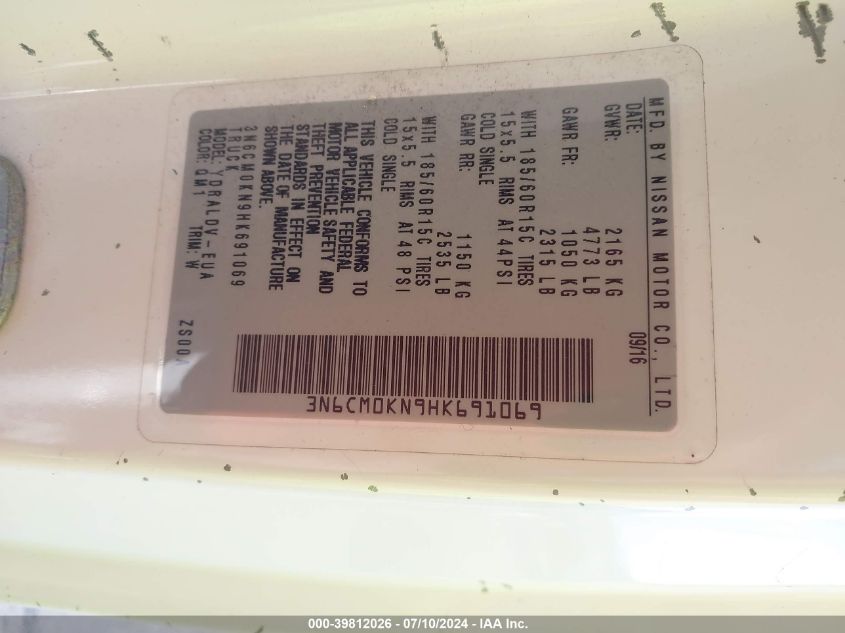 MFD. BY NISSAN MOTOR CO., LTD.
DATE: 09/16
GVWR: 2165 KG
4773 LB
GAWR FR: 1050 KG
2315 LB
WITH 185/60R15C TIRES
15x5.5 RIMS AT 44PSI
COLD SINGLE
GAWR RR: 1150 KG
2535 LB
WITH 185/60R15C TIRES
15x5.5 RIMS AT 48 PSI
COLD SINGLE
THIS VEHICLE CONFORMS TO
ALL APPLICABLE FEDERAL
MOTOR VEHICLE SAFETY AND
THEFT PREVENTION
STANDARDS IN EFFECT ON
THE DATE OF MANUFACTURE
SHOWN ABOVE.
3N6CM0KN9HK691069
TRUCK
MODEL: YDRALDV-EUA
COLOR: QM1 TRIM: W
3N6CM0KN9HK691069
000-39812026 - 07/10/2024 - IAA Inc.